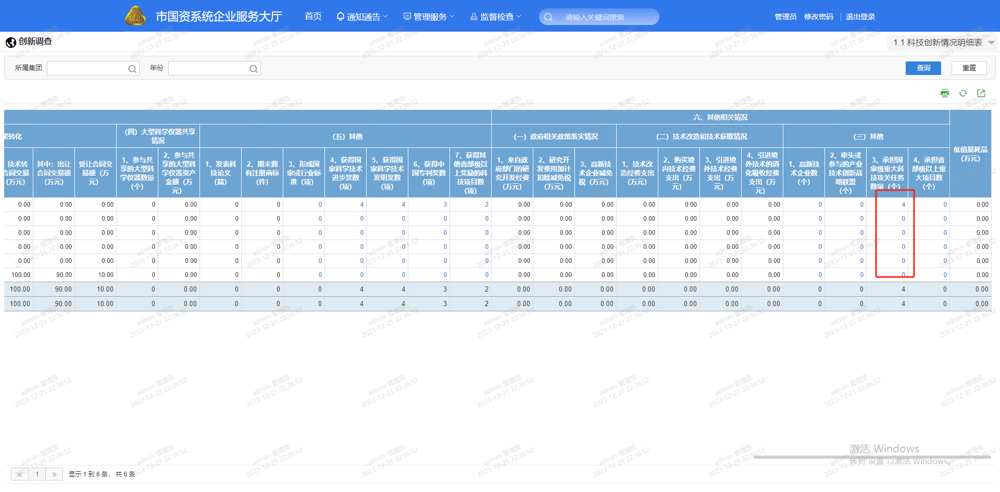 市国资系统企业服务大厅
首页
通知通告
管理服务
监督检查
请输入关键词搜索
管理员
修改密码
退出登录
创新调查
1.1 科技创新情况明细表
所属集团
年份
查询
重置
六、其他相关情况
果转化
（四）大型科学仪器共享
情况
（五）其他
（一）政府相关政策落实情况
（二）技术改造和技术获取情况
（三）其他
低值易耗品
（万元）
技术转
合同交易
（万元）
其中：出让
合同交易额
（万元）
受让合同交
易额（万
元）
1、参与共
享的大型科
学仪器数量
（个）
2、参与共
享的大型科
学仪器资产
金额（万
元）
1、发表科
技论文
（篇）
2、期末拥
有注册商标
（件）
3、形成国
家或行业标
准（项）
4、获得国
家科学技术
进步奖数
（项）
5、获得国
家科学技术
发期奖数
（项）
6、获得中
国专利奖数
（项）
7、获得其
他省部级以
上奖励的科
技项目数
（项）
1、来自政
府部门的研
究开发经费
（万元）
2、研究开
发费用加计
扣除减免税
（万元）
3、高新技
术企业减免
税（万元）
1、技术改
造经费支出
（万元）
2、购买境
内技术经费
支出（万
元）
3、引进境
外技术经费
支出（万
元）
4、引进境
外技术的消
化吸收经费
支出（万
元）
1、高新技
术企业数
（个）
2、牵头或
参与的产业
技术创新战
略联盟
（个）
3、承担国
家级重大科
技攻关任务
数量（个）
4、承担省
部级以上重
大项目数
（个）
0.00 0.00 0.00 0 0.00 0 0 0 4 4 3 2 0.00 0.00 0.00 0.00 0.00 0.00 0.00 0 0 4 0 0.00
0.00 0.00 0.00 0 0.00 0 0 0 0 0 0 0 0.00 0.00 0.00 0.00 0.00 0.00 0.00 0 0 0 0 0.00
0.00 0.00 0.00 0 0.00 0 0 0 0 0 0 0 0.00 0.00 0.00 0.00 0.00 0.00 0.00 0 0 0 0 0.00
0.00 0.00 0.00 0 0.00 0 0 0 0 0 0 0 0.00 0.00 0.00 0.00 0.00 0.00 0.00 0 0 0 0 0.00
0.00 0.00 0.00 0 0.00 0 0 0 0 0 0 0 0.00 0.00 0.00 0.00 0.00 0.00 0.00 0 0 0 0 0.00
100.00 90.00 10.00 0 0.00 0 0 0 0 0 0 0 0.00 0.00 0.00 0.00 0.00 0.00 0.00 0 0 0 0 0.00
100.00 90.00 10.00 0 0.00 0 0 0 4 4 3 2 0.00 0.00 0.00 0.00 0.00 0.00 0.00 0 0 4 0 0.00
100.00 90.00 10.00 0 0.00 0 0 0 4 4 3 2 0.00 0.00 0.00 0.00 0.00 0.00 0.00 0 0 4 0 0.00
admin-管理员
2023-12-21 22:36:52
激活 Windows
转到"设置"以激活 Windows。
«
1
»
显示 1 到 6 条， 共 6 条